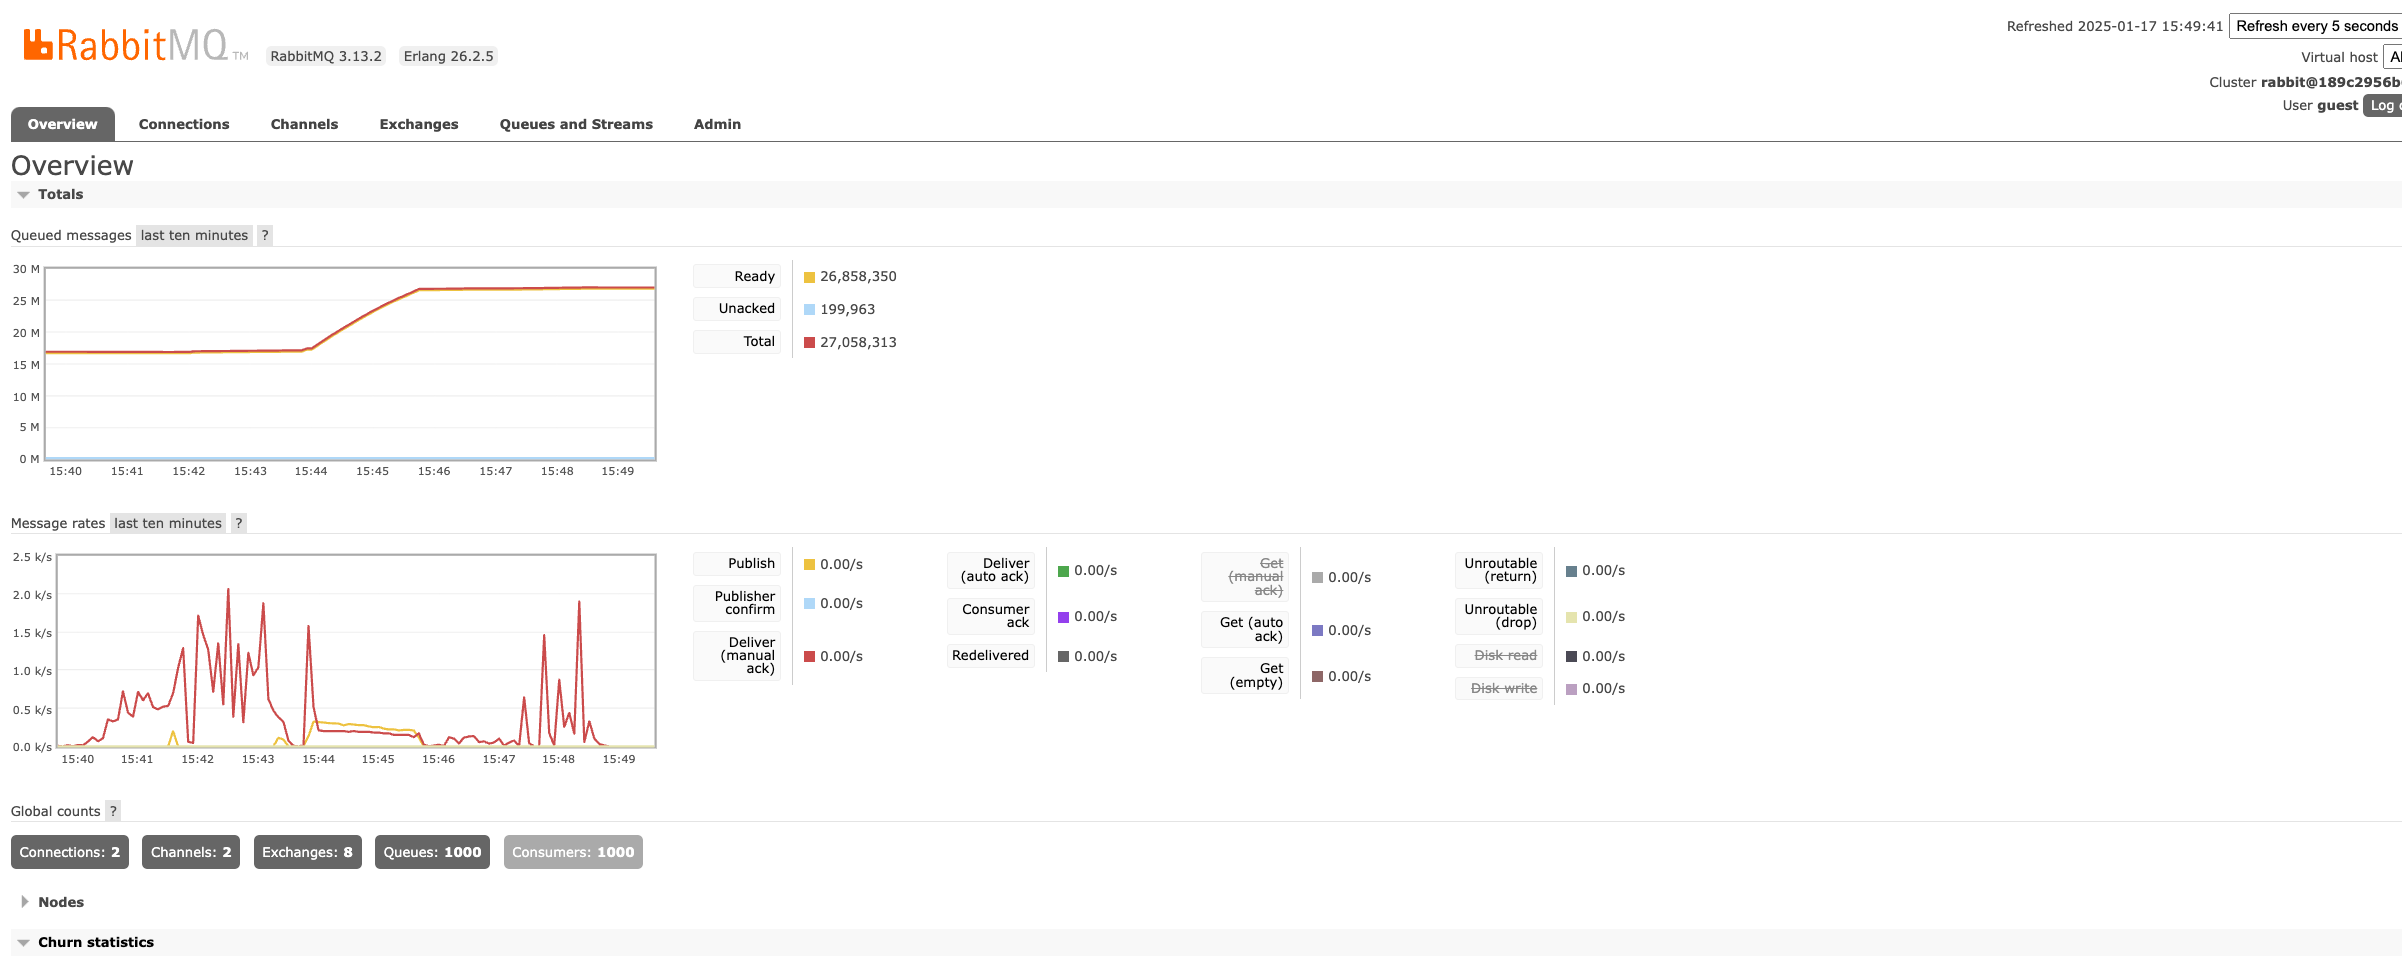 RabbitMQ TM RabbitMQ 3.13.2 Erlang 26.2.5
Refreshed 2025-01-17 15:49:41 Refresh every 5 seconds
Virtual host
Cluster rabbit@189c2956b
User guest Log
Overview Connections Channels Exchanges Queues and Streams Admin
Overview
Totals
Queued messages last ten minutes ?
30 M
25 M
20 M
15 M
10 M
5 M
0 M
15:40 15:41 15:42 15:43 15:44 15:45 15:46 15:47 15:48 15:49
Ready 26,858,350
Unacked 199,963
Total 27,058,313
Message rates last ten minutes ?
2.5 k/s
2.0 k/s
1.5 k/s
1.0 k/s
0.5 k/s
0.0 k/s
15:40 15:41 15:42 15:43 15:44 15:45 15:46 15:47 15:48 15:49
Publish 0.00/s
Publisher
confirm 0.00/s
Deliver
(manual
ack) 0.00/s
Deliver
(auto ack) 0.00/s
Consumer
ack 0.00/s
Redelivered 0.00/s
Get
(manual
ack) 0.00/s
Get (auto
ack) 0.00/s
Get
(empty) 0.00/s
Unroutable
(return) 0.00/s
Unroutable
(drop) 0.00/s
Disk read 0.00/s
Disk write 0.00/s
Global counts ?
Connections: 2 Channels: 2 Exchanges: 8 Queues: 1000 Consumers: 1000
Nodes
Churn statistics